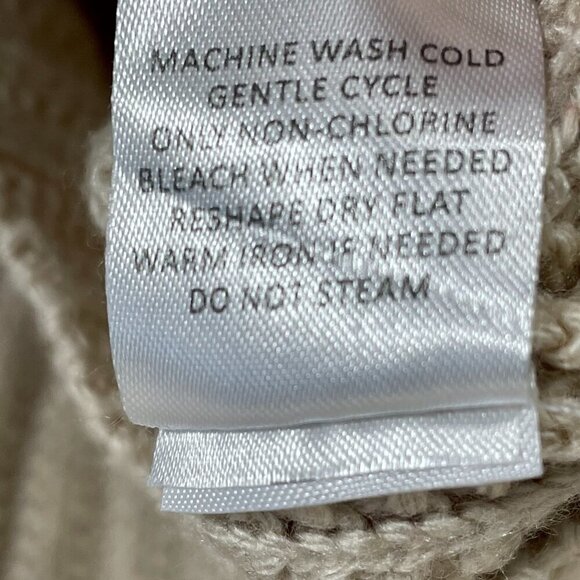 MACHINE WASH COLD
GENTLE CYCLE
ONLY NON-CHLORINE
BLEACH WHEN NEEDED
RESHAPE DRY FLAT
WARM IRON IF NEEDED
DO NOT STEAM